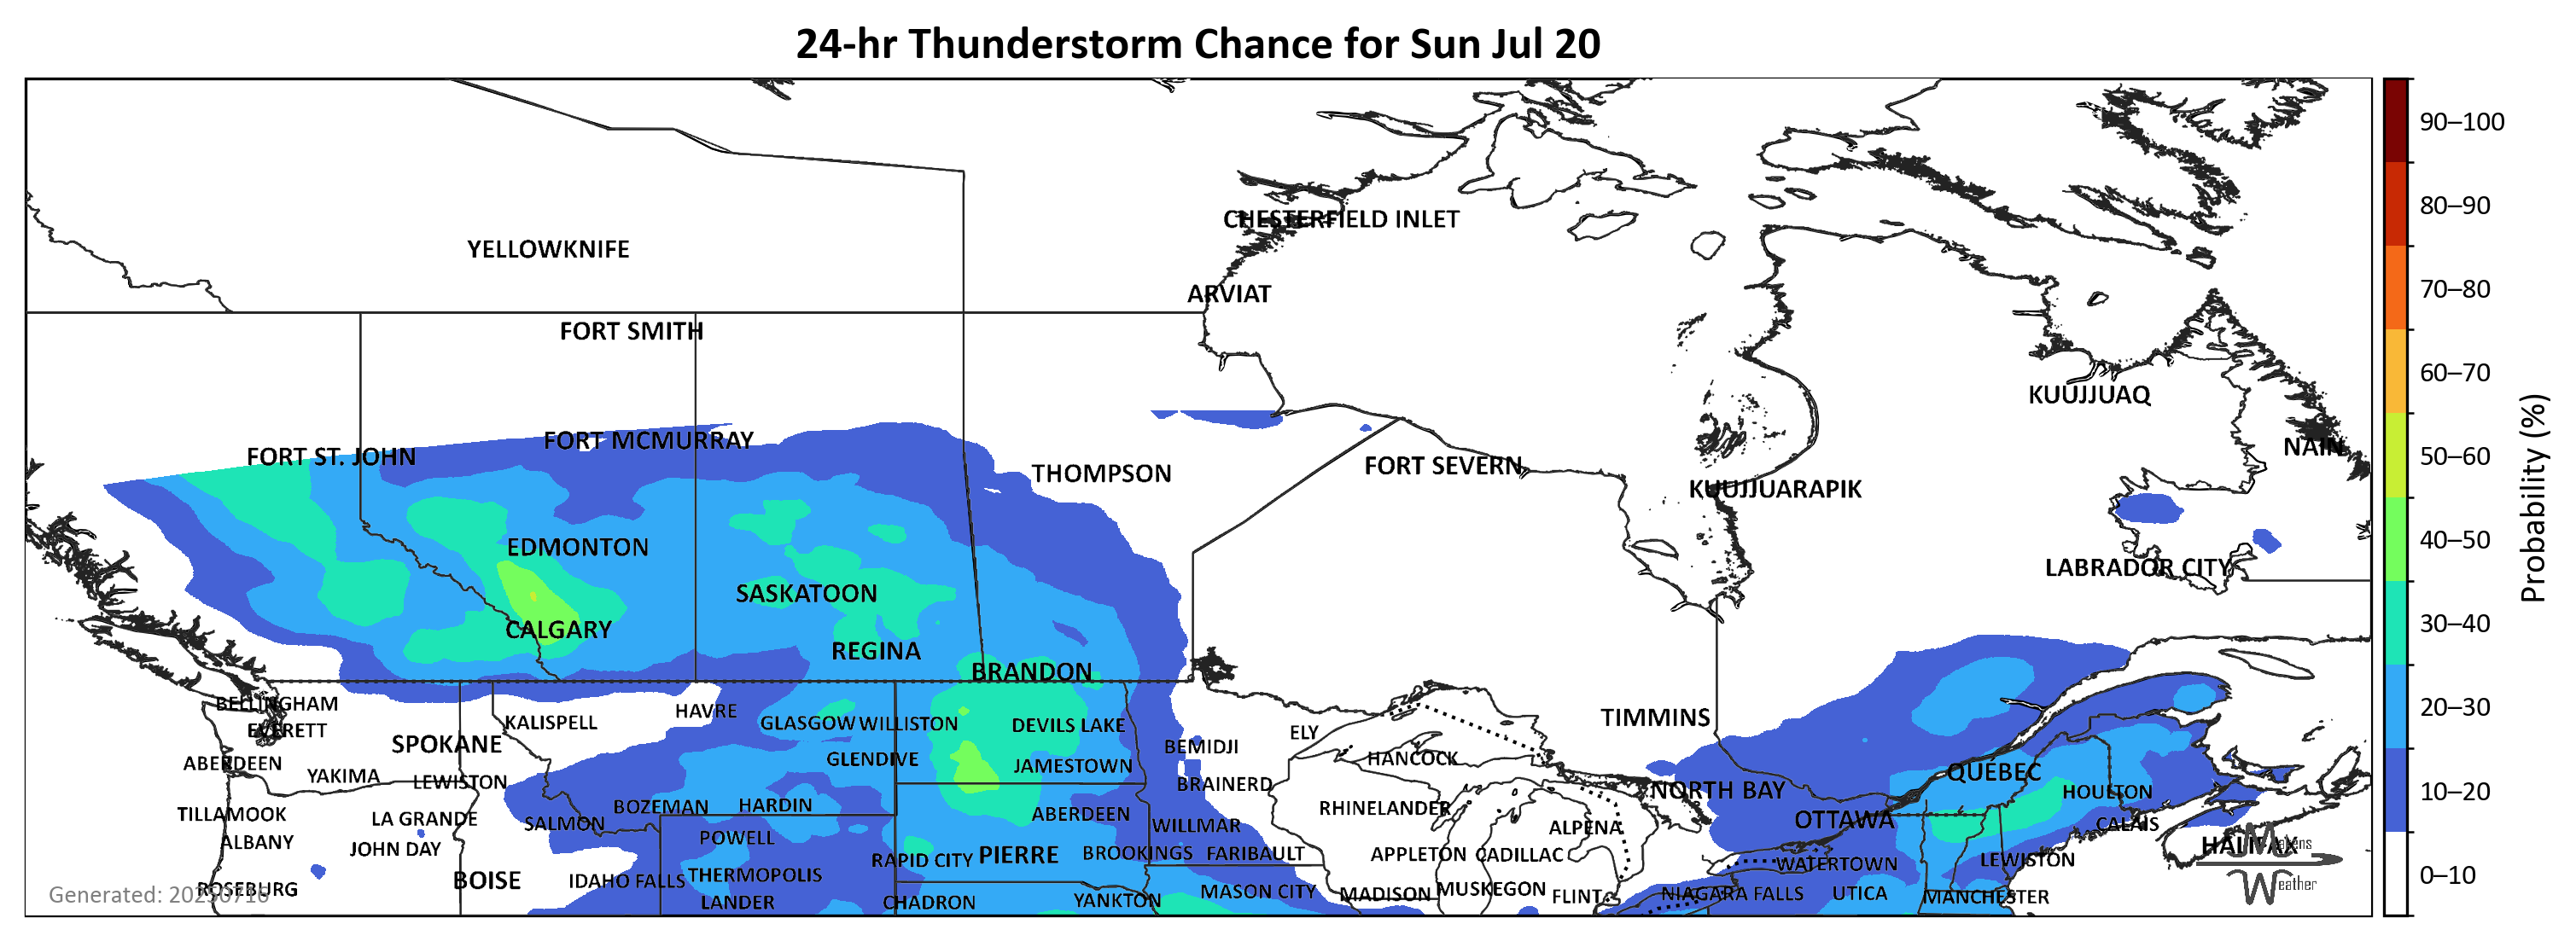 24-hr Thunderstorm Chance for Sun Jul 20
90–100
80–90
CHESTERFIELD INLET
YELLOWKNIFE
ARVIAT
70–80
FORT SMITH
60–70
KUUJJUAQ
FORT MCMURRAY
NAIN
50–60
FORT ST. JOHN
FORT SEVERN
THOMPSON
KUUJJUARAPIK
40–50
EDMONTON
Probability (%)
LABRADOR CITY
SASKATOON
30–40
CALGARY
REGINA
BRANDON
BELLINGHAM
20–30
HAVRE
TIMMINS
KALISPELL
GLASGOW
WILLISTON
DEVILS LAKE
EVERETT
ELY
SPOKANE
BEMIDJI
HANCOCK
GLENDIVE
ABERDEEN
JAMESTOWN
QUÉBEC
YAKIMA
LEWISTON
BRAINERD
NORTH BAY
HOULTON
10–20
BOZEMAN
HARDIN
RHINELANDER
TILLAMOOK
LA GRANDE
ABERDEEN
OTTAWA
SALMON
WILLMAR
ALPENA
CALAIS
POWELL
ALBANY
HALIFAX
Matens
JOHN DAY
BROOKINGS
FARIBAULT
APPLETON
CADILLAC
PIERRE
RAPID CITY
WATERTOWN
LEWISTON
0–10
BOISE
IDAHO FALLS
THERMOPOLIS
Weather
ROSEBURG
MASON CITY
MADISON
MUSKEGON
NIAGARA FALLS
UTICA
Generated: 20250716
FLINT
MANCHESTER
LANDER
CHADRON
YANKTON